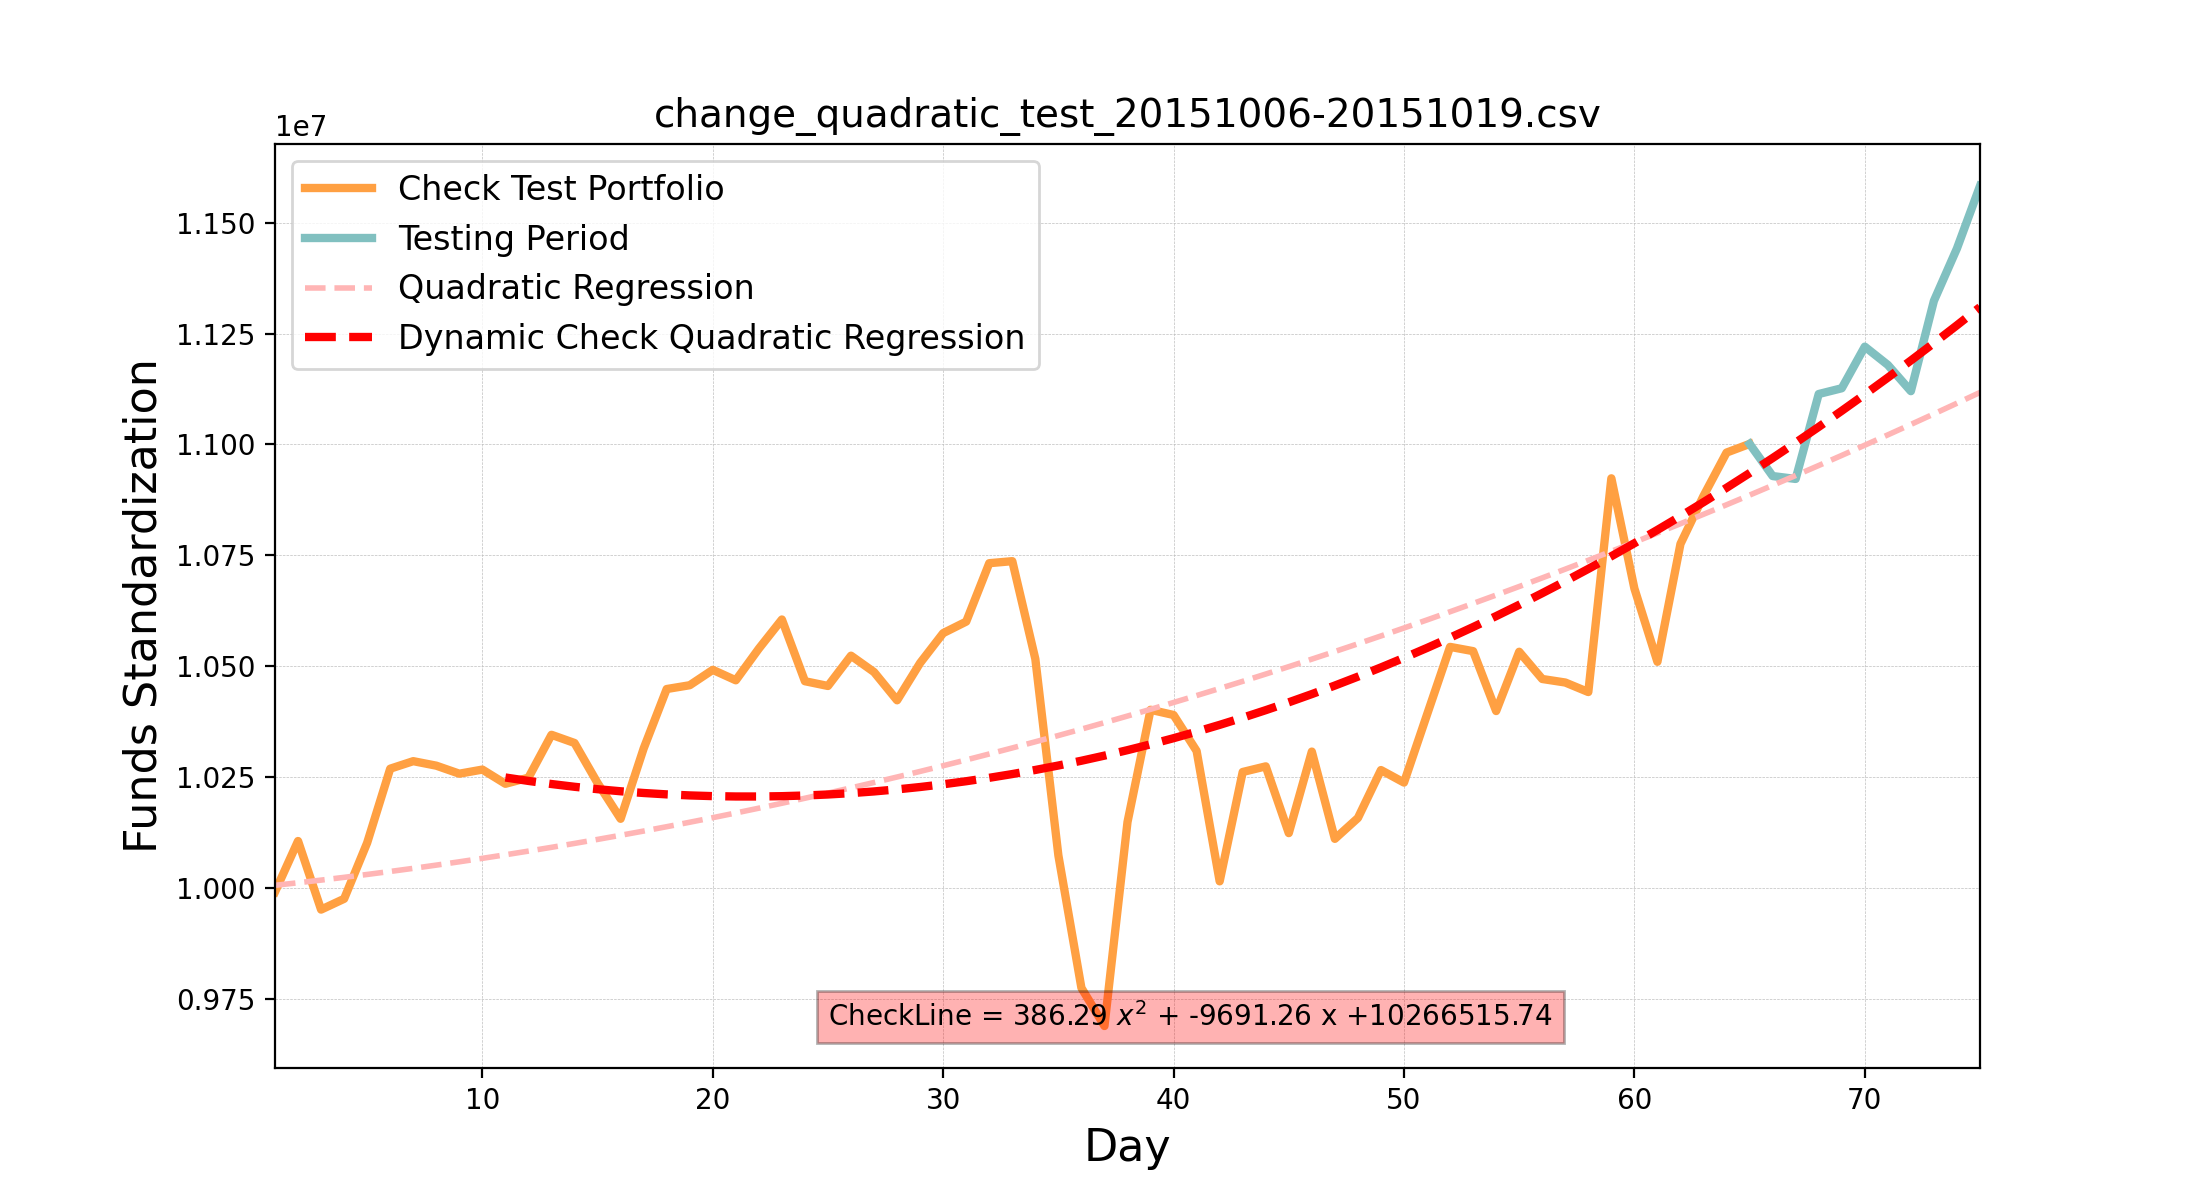 change_quadratic_test_20151006-20151019.csv
1e7
Check Test Portfolio
Testing Period
Quadratic Regression
Dynamic Check Quadratic Regression
1.150
1.125
1.100
1.075
1.050
1.025
1.000
0.975
Funds Standardization
CheckLine = 386.29 x² + -9691.26 x +10266515.74
10 20 30 40 50 60 70
Day